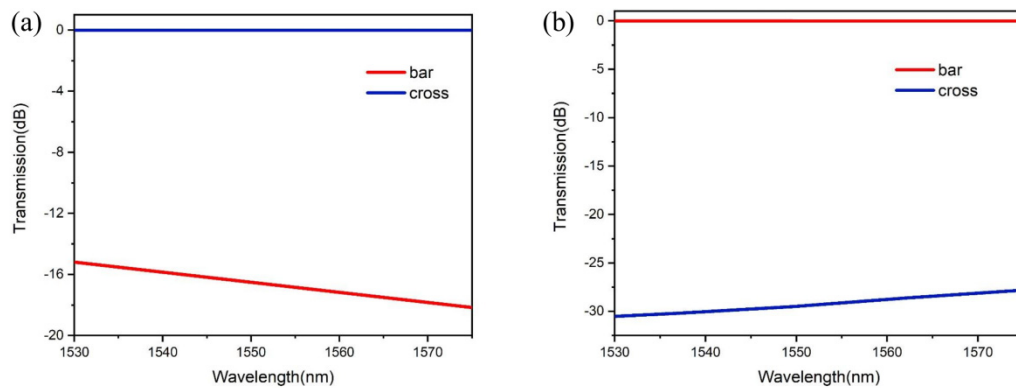 (a)
Transmission(dB)
0
-4
-8
-12
-16
-20
bar
cross
1530
1540
1550
1560
1570
Wavelength(nm)
(b)
Transmission(dB)
0
-5
-10
-15
-20
-25
-30
bar
cross
1530
1540
1550
1560
1570
Wavelength(nm)